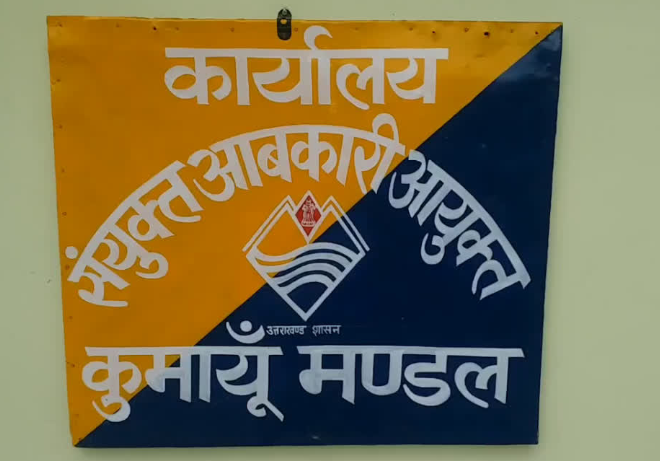 कार्यालय
संयुक्त आबकारी आयुक्त
उत्तराखण्ड शासन
कुमायूँ मण्डल